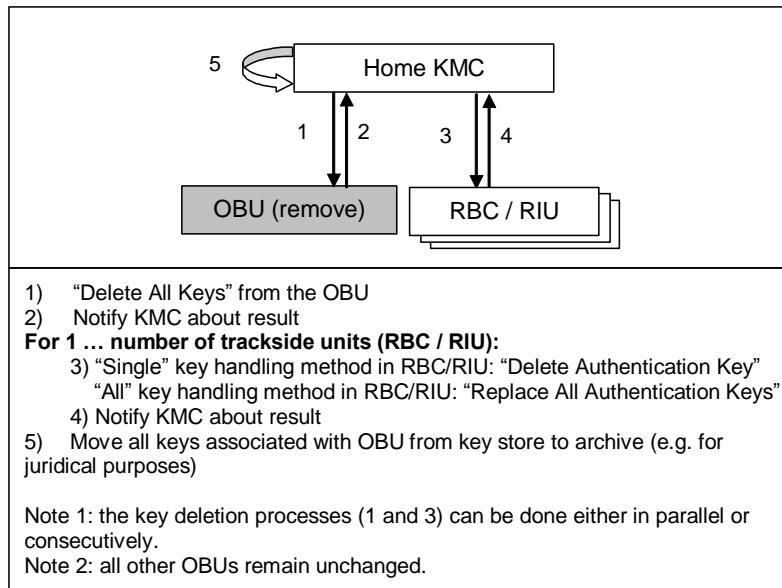 5
Home KMC
1
2
3
4
OBU (remove)
RBC / RIU
1) “Delete All Keys” from the OBU
2) Notify KMC about result
For 1 … number of trackside units (RBC / RIU):
3) “Single” key handling method in RBC/RIU: “Delete Authentication Key”
“All” key handling method in RBC/RIU: “Replace All Authentication Keys”
4) Notify KMC about result
5) Move all keys associated with OBU from key store to archive (e.g. for
juridical purposes)
Note 1: the key deletion processes (1 and 3) can be done either in parallel or
consecutively.
Note 2: all other OBUs remain unchanged.